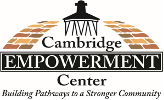 Cambridge
EMPOWERMENT
Center
Building Pathways to a Stronger Community